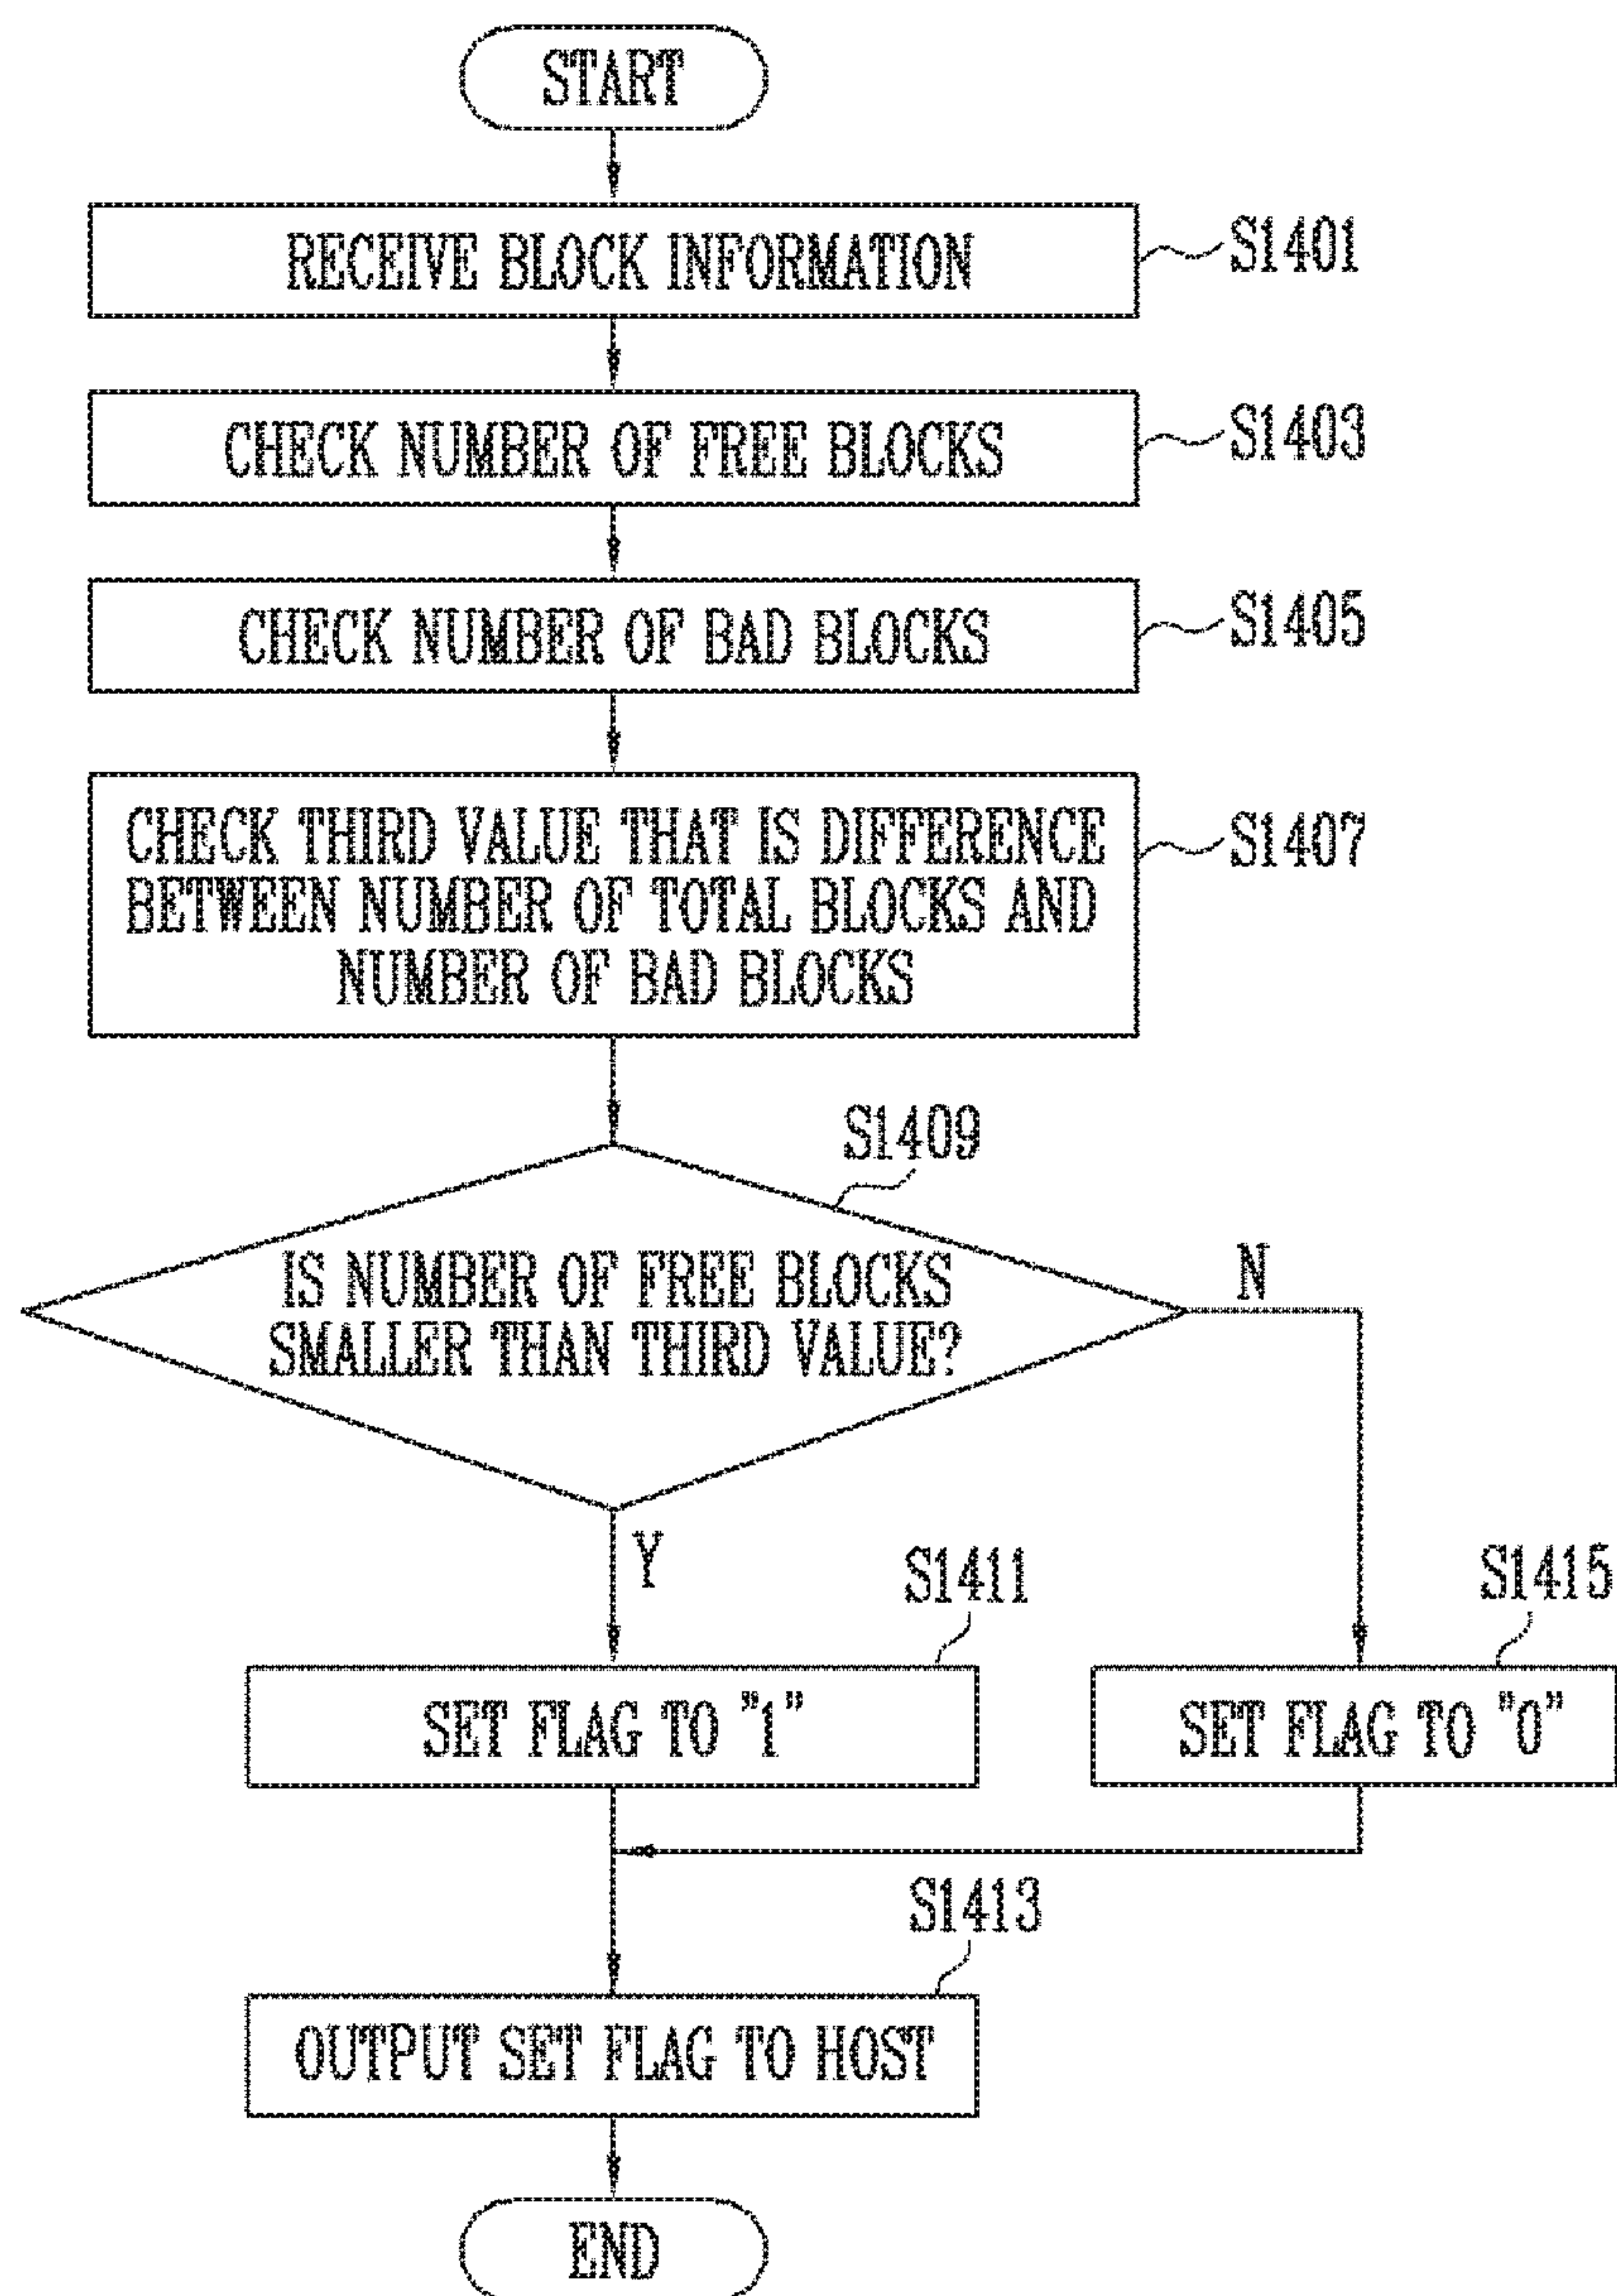 START
RECEIVE BLOCK INFORMATION
S1401
CHECK NUMBER OF FREE BLOCKS
S1403
CHECK NUMBER OF BAD BLOCKS
S1405
CHECK THIRD VALUE THAT IS DIFFERENCE
BETWEEN NUMBER OF TOTAL BLOCKS AND
NUMBER OF BAD BLOCKS
S1407
S1409
IS NUMBER OF FREE BLOCKS
SMALLER THAN THIRD VALUE?
N
Y
S1411
S1415
SET FLAG TO "1"
SET FLAG TO "0"
S1413
OUTPUT SET FLAG TO HOST
END